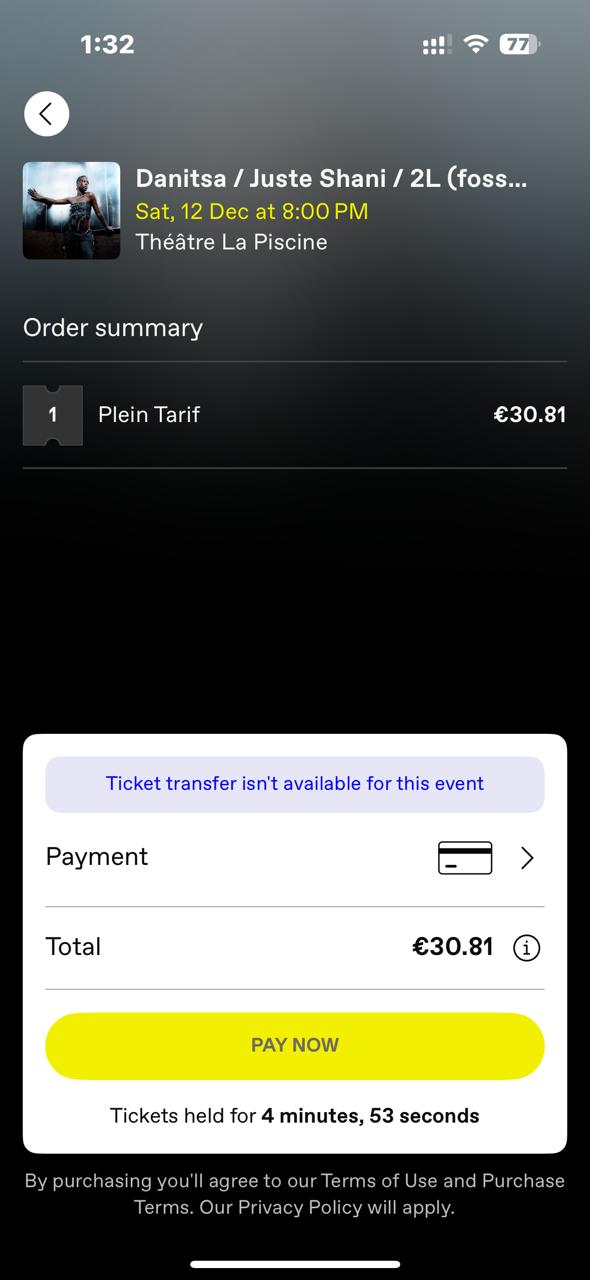 1:32
77
Danitsa / Juste Shani / 2L (foss...
Sat, 12 Dec at 8:00 PM
Théâtre La Piscine
Order summary
1 Plein Tarif €30.81
Ticket transfer isn't available for this event
Payment
Total €30.81
PAY NOW
Tickets held for 4 minutes, 53 seconds
By purchasing you'll agree to our Terms of Use and Purchase
Terms. Our Privacy Policy will apply.